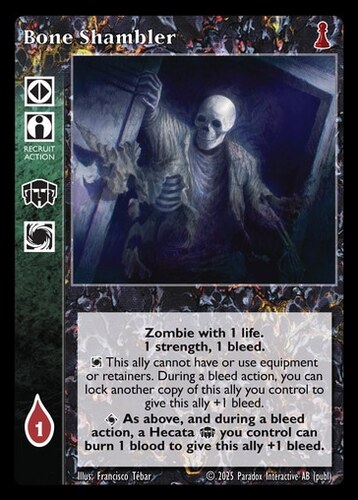 Bone Shambler
RECRUIT
ACTION
Zombie with 1 life.
1 strength, 1 bleed.
This ally cannot have or use equipment
or retainers. During a bleed action, you can
lock another copy of this ally you control to
give this ally +1 bleed.
As above, and during a bleed
action, a Hecata you control can
burn 1 blood to give this ally +1 bleed.
1
Illus: Francisco Tébar
© 2025 Paradox Interactive AB (publ)